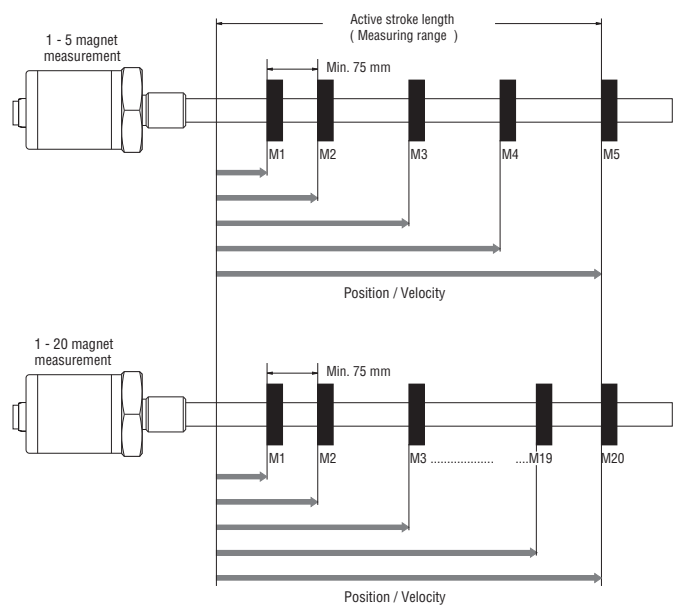 Active stroke length
( Measuring range )
1 - 5 magnet
measurement
Min. 75 mm
M1 M2 M3 M4 M5
Position / Velocity
1 - 20 magnet
measurement
Min. 75 mm
M1 M2 M3 ................... ....M19 M20
Position / Velocity